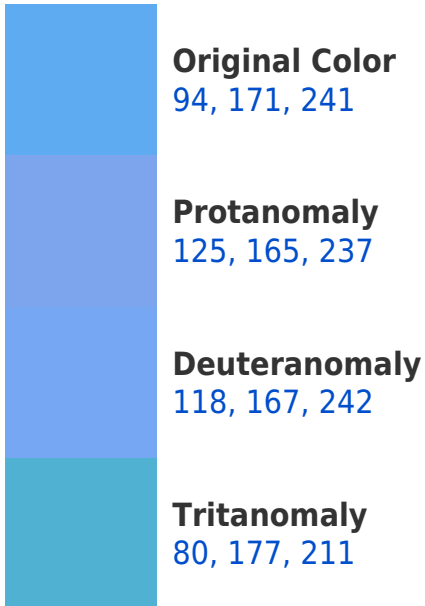 Original Color
94, 171, 241
Protanomaly
125, 165, 237
Deuteranomaly
118, 167, 242
Tritanomaly
80, 177, 211